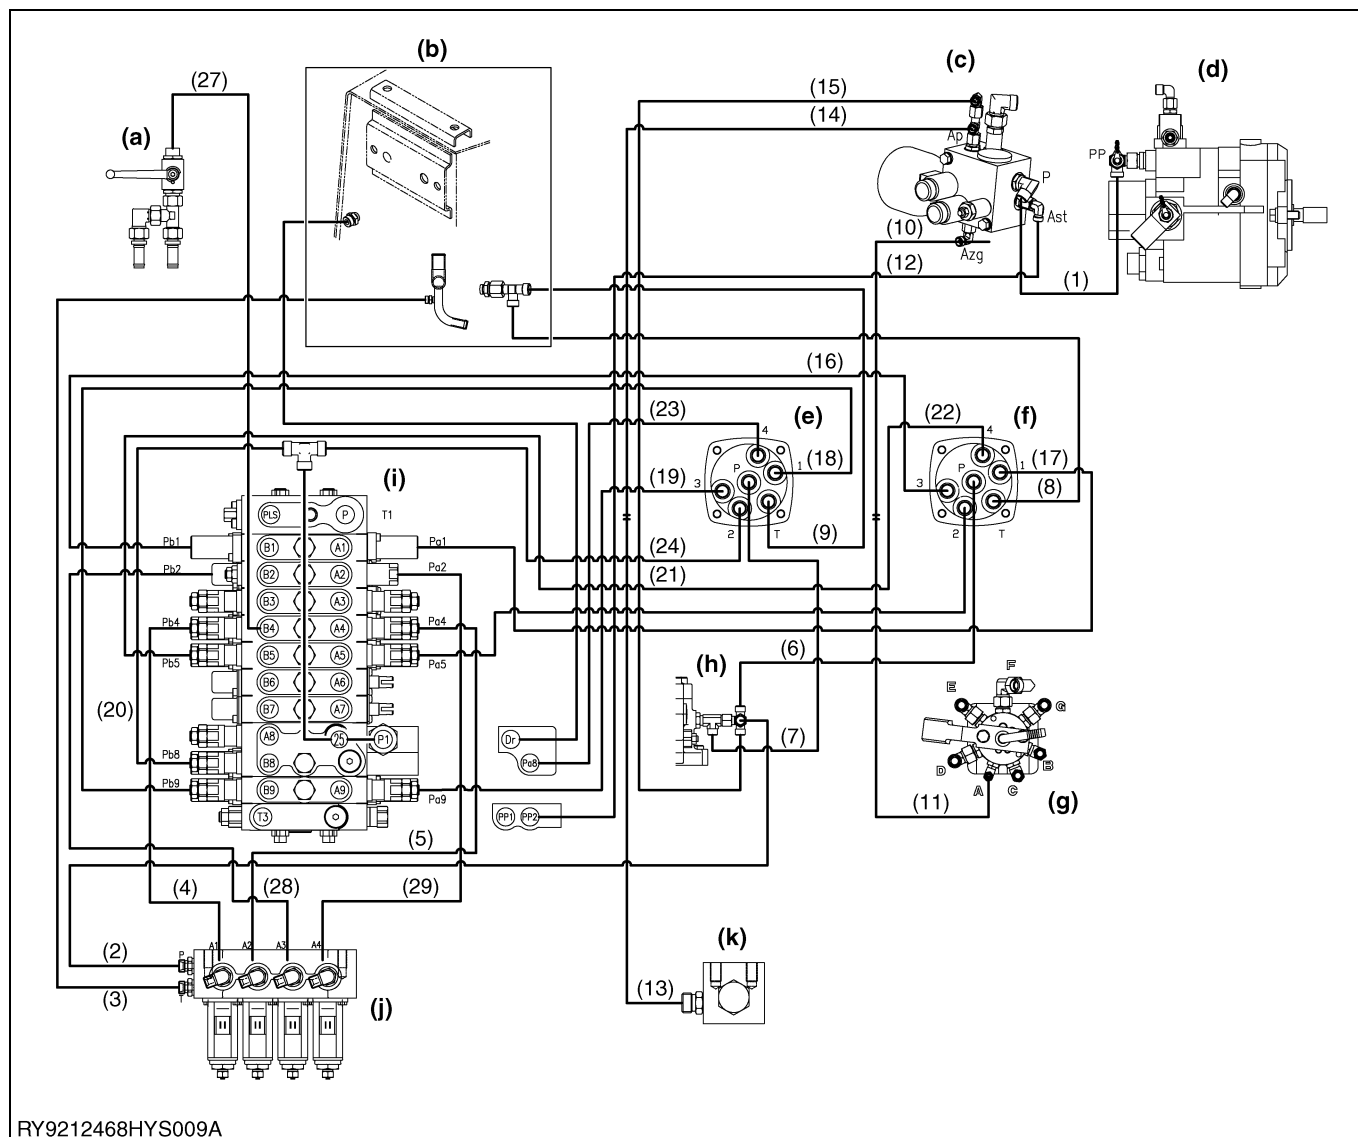 (b)
(c)
(d)
(27)
(15)
(14)
(a)
Ap
PP
P
Ast
(10)
Azg
(12)
(1)
(16)
(23)
(e)
(22)
(f)
4
4
(i)
P
1
(18)
P
1
(17)
(19)
3
3
(8)
PLS
P
T1
2
T
(9)
2
T
Pb1
B1
A1
Pa1
(24)
Pb2
B2
A2
Pa2
(21)
B3
A3
Pb4
B4
A4
Pa4
Pb5
B5
A5
Pa5
(h)
(6)
B6
A6
F
E
G
(20)
B7
A7
A8
25
P1
Dr
(7)
Pb8
B8
Pa8
D
B
A
C
(g)
Pb9
B9
A9
Pa9
(11)
T3
PP1
PP2
(5)
(4)
(28)
(29)
A1
A2
A3
A4
(k)
(2)
P
(3)
T
(j)
(13)
RY9212468HYS009A